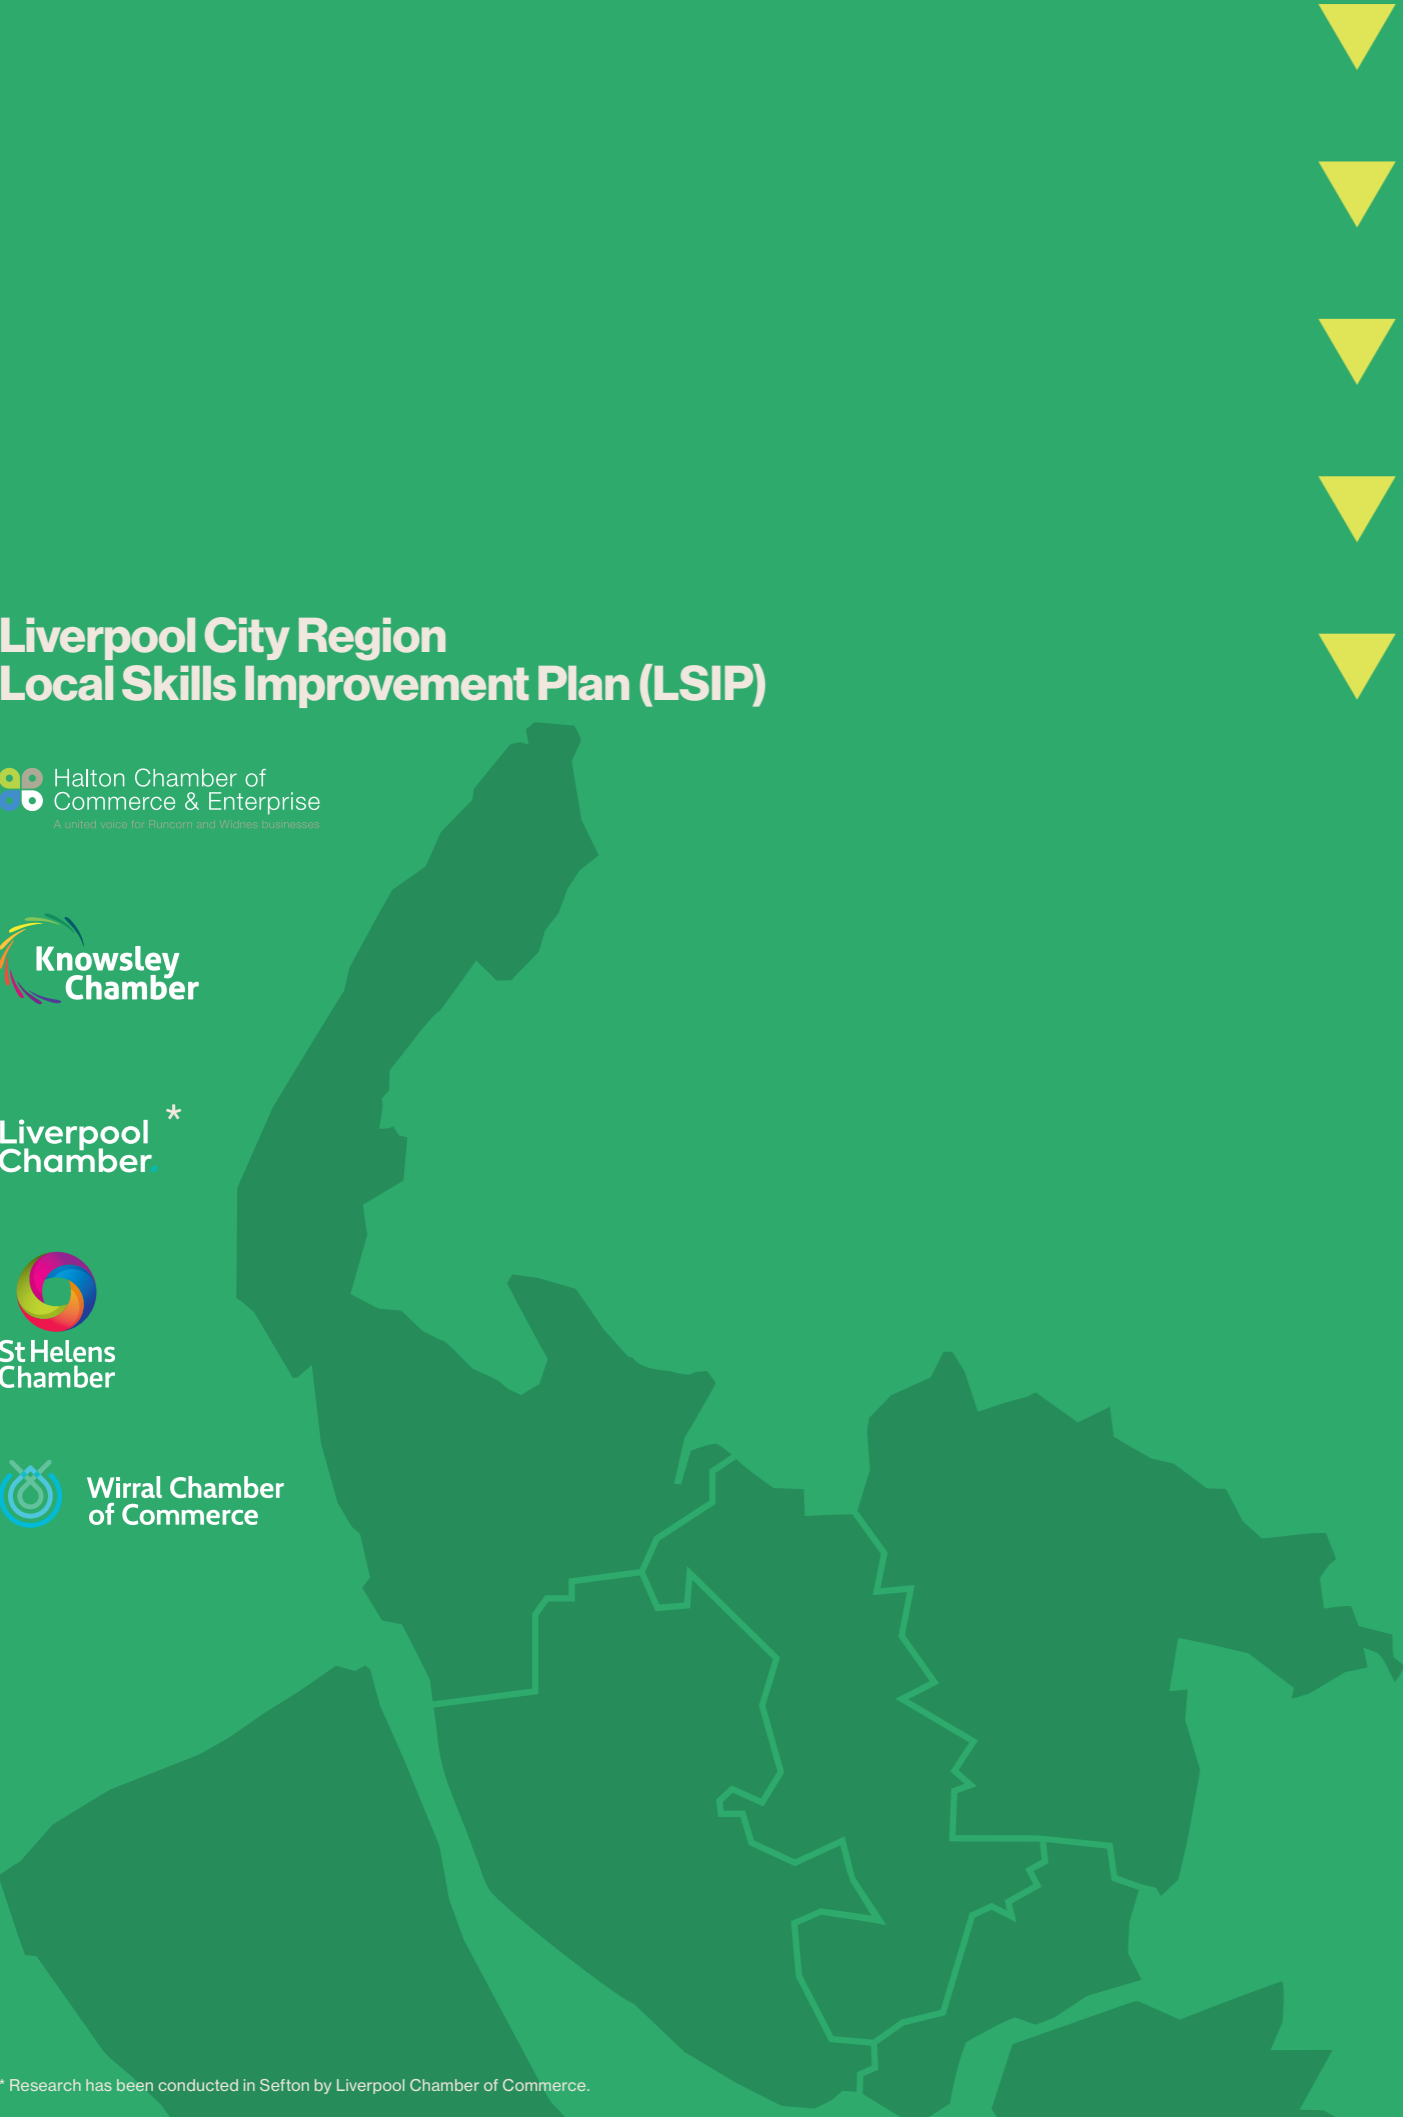 Liverpool City Region
Local Skills Improvement Plan (LSIP)
Halton Chamber of
Commerce & Enterprise
A united voice for Runcorn and Widnes businesses
Knowsley
Chamber
*
Liverpool
Chamber.
St Helens
Chamber
Wirral Chamber
of Commerce
* Research has been conducted in Sefton by Liverpool Chamber of Commerce.